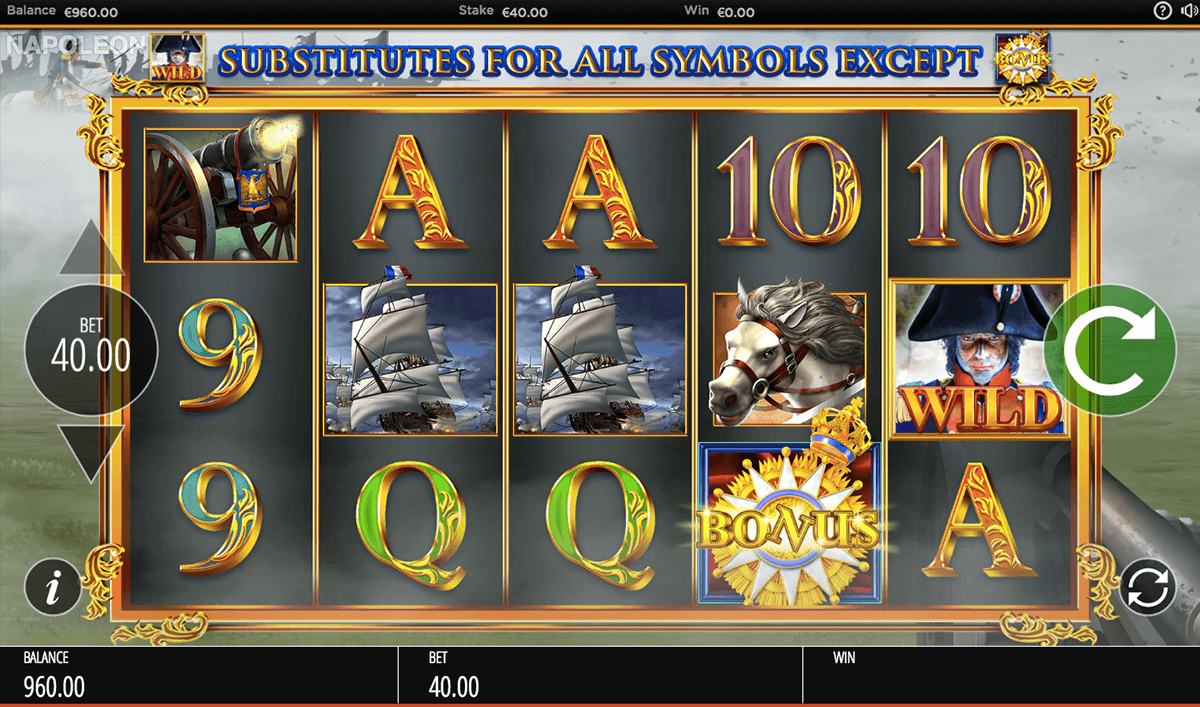 Balance €960.00 Stake €40.00 Win €0.00 ?
NAPOLEON
WILD SUBSTITUTES FOR ALL SYMBOLS EXCEPT BONUS
A A 10 10
BET
40.00
9 WILD
9 Q Q BONUS A
i
BALANCE BET WIN
960.00 40.00